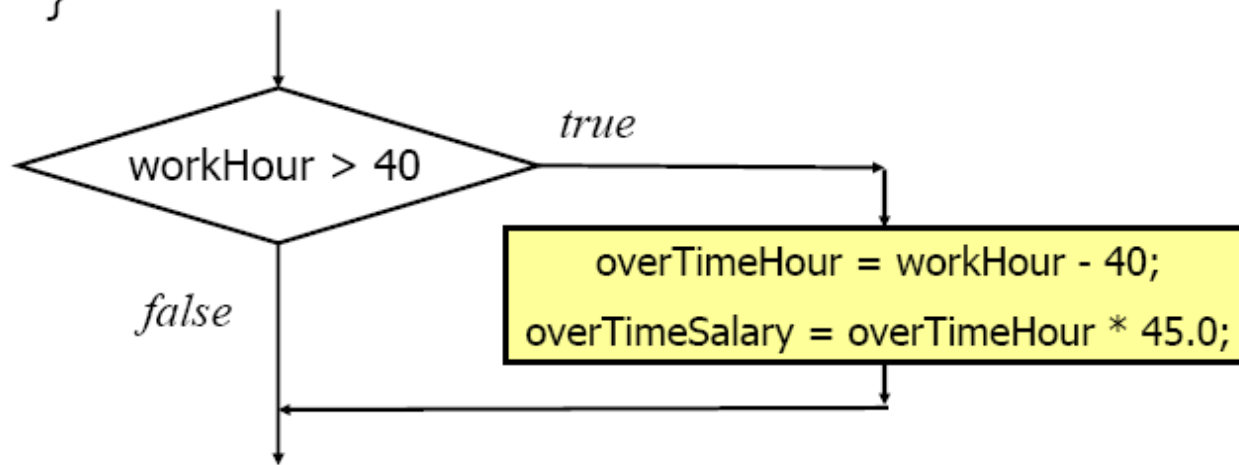 }
true
workHour > 40
overTimeHour = workHour - 40;
false
overTimeSalary = overTimeHour * 45.0;